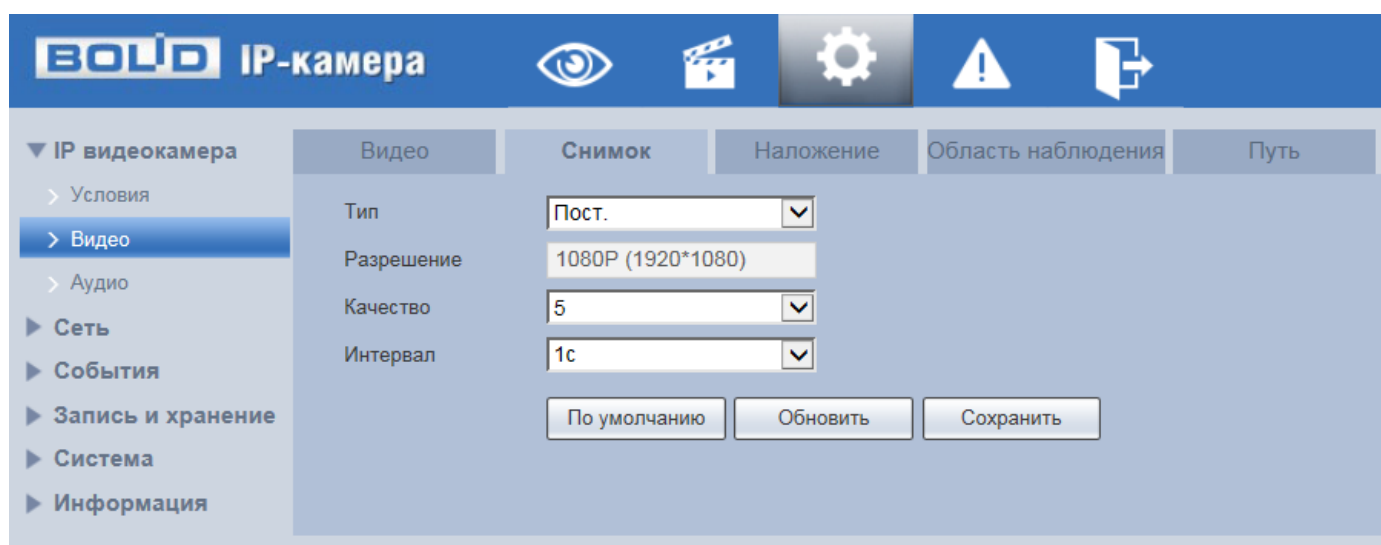 BOLID IP-камера
IP видеокамера
Условия
Видео
Аудио
Сеть
События
Запись и хранение
Система
Информация
Видео Снимок Наложение Область наблюдения Путь
Тип Пост.
Разрешение 1080P (1920*1080)
Качество 5
Интервал 1с
По умолчанию Обновить Сохранить